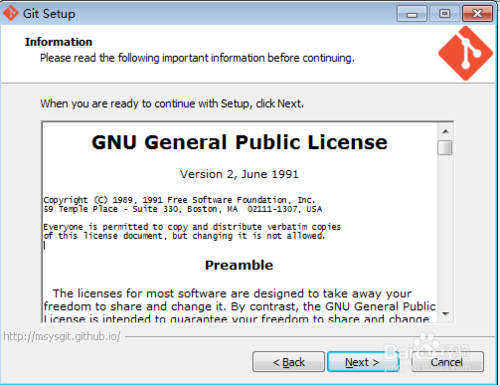 Git Setup
Information
Please read the following important information before continuing.
When you are ready to continue with Setup, click Next.
GNU General Public License
Version 2, June 1991
Copyright (C) 1989, 1991 Free Software Foundation, Inc.
59 Temple Place - Suite 330, Boston, MA  02111-1307, USA
Everyone is permitted to copy and distribute verbatim copies
of this license document, but changing it is not allowed.
Preamble
The licenses for most software are designed to take away your
freedom to share and change it. By contrast, the GNU General Public
License is intended to guarantee your freedom to share and change
http://msysgit.github.io/
< Back
Next >
Cancel